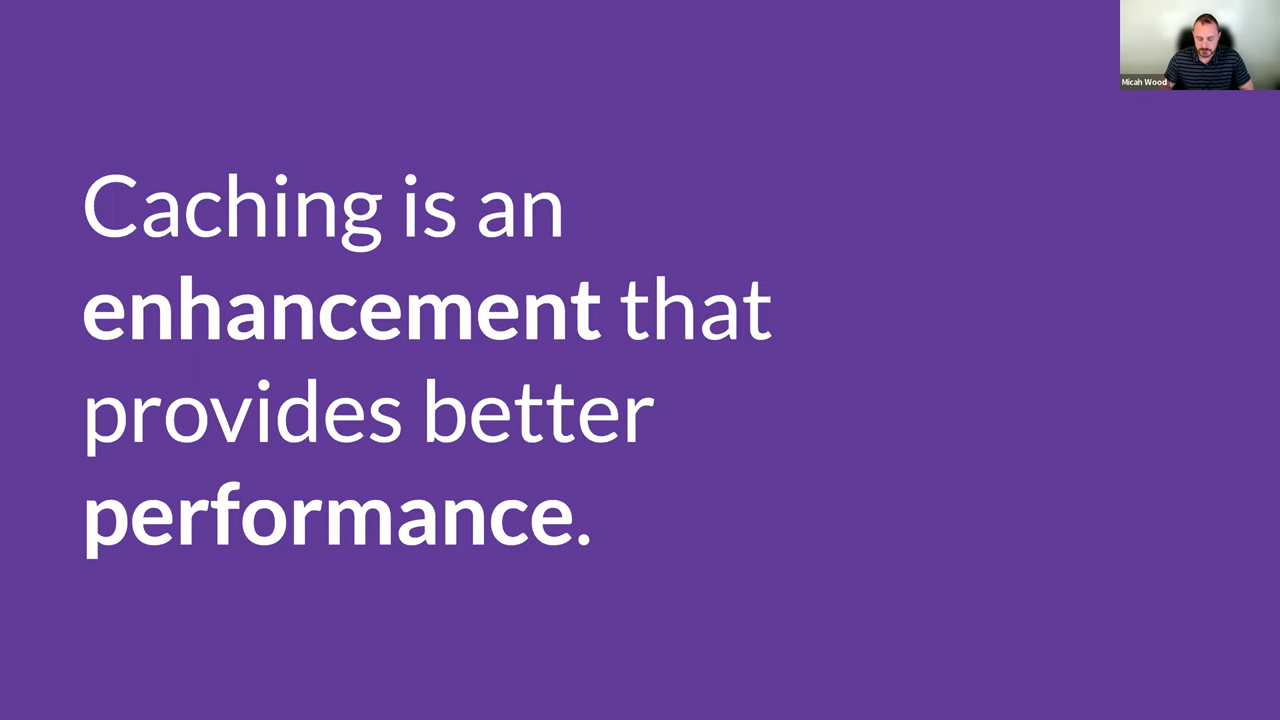 Micah Wood
Caching is an
enhancement that
provides better
performance.